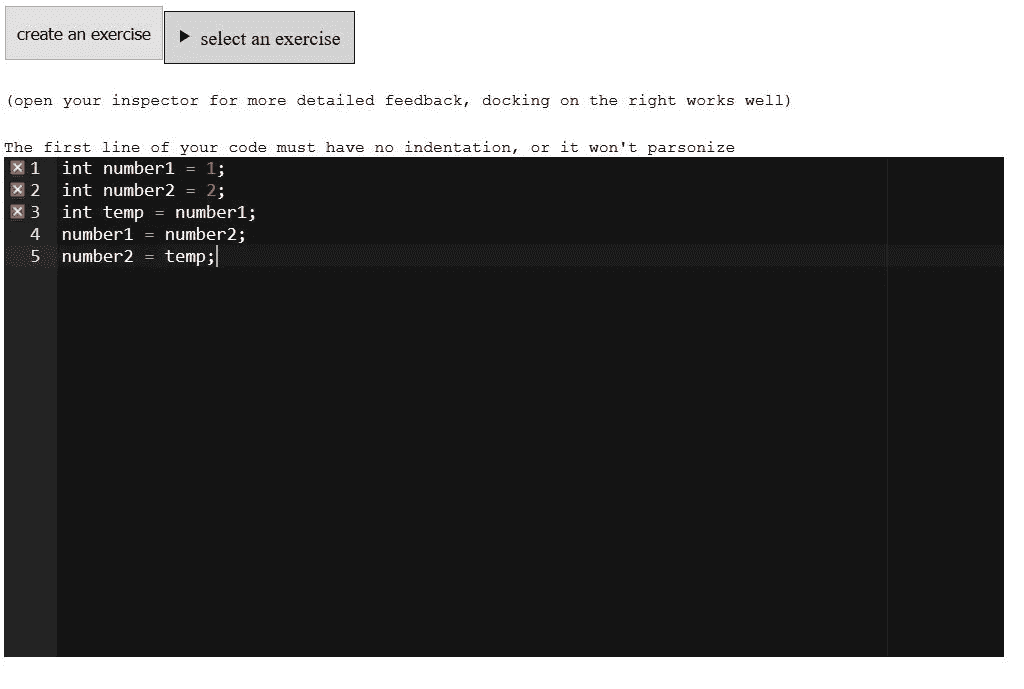 create an exercise
▶ select an exercise
(open your inspector for more detailed feedback, docking on the right works well)
The first line of your code must have no indentation, or it won't parsonize
1 int number1 = 1;
2 int number2 = 2;
3 int temp = number1;
4 number1 = number2;
5 number2 = temp;